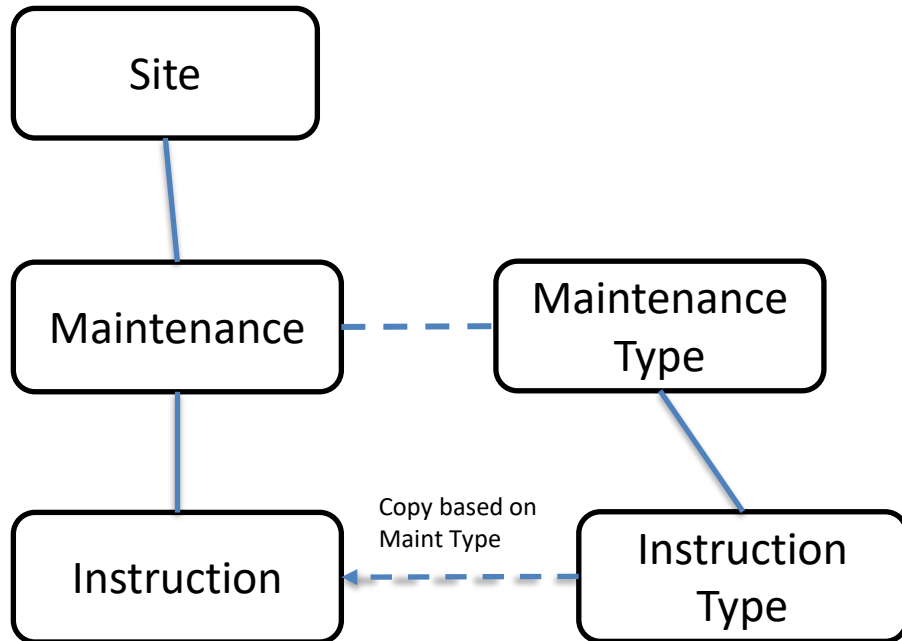 Site
Maintenance
Maintenance
Type
Copy based on
Maint Type
Instruction
Instruction
Type